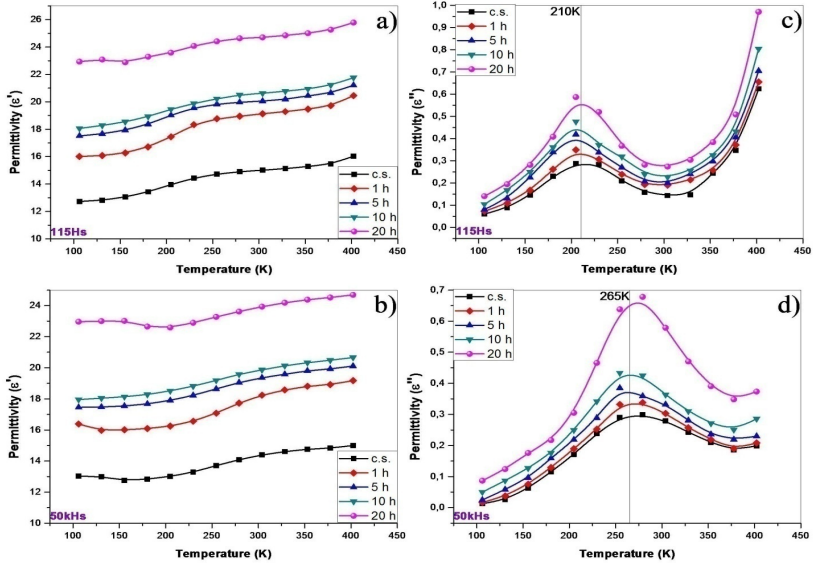 a)
Permittivity (ε')
26
24
22
20
18
16
14
12
10
c.s.
1 h
5 h
10 h
20 h
115Hs
50 100 150 200 250 300 350 400 450
Temperature (K)
210K
c)
Permittivity (ε'')
1,0
0,9
0,8
0,7
0,6
0,5
0,4
0,3
0,2
0,1
0,0
c.s.
1 h
5 h
10 h
20 h
115Hs
50 100 150 200 250 300 350 400 450
Temperature (K)
b)
Permittivity (ε')
26
24
22
20
18
16
14
12
10
c.s.
1 h
5 h
10 h
20 h
50kHs
50 100 150 200 250 300 350 400 450
Temperature (K)
265K
d)
Permittivity (ε'')
0,7
0,6
0,5
0,4
0,3
0,2
0,1
0,0
c.s.
1 h
5 h
10 h
20 h
50kHs
50 100 150 200 250 300 350 400 450
Temperature (K)